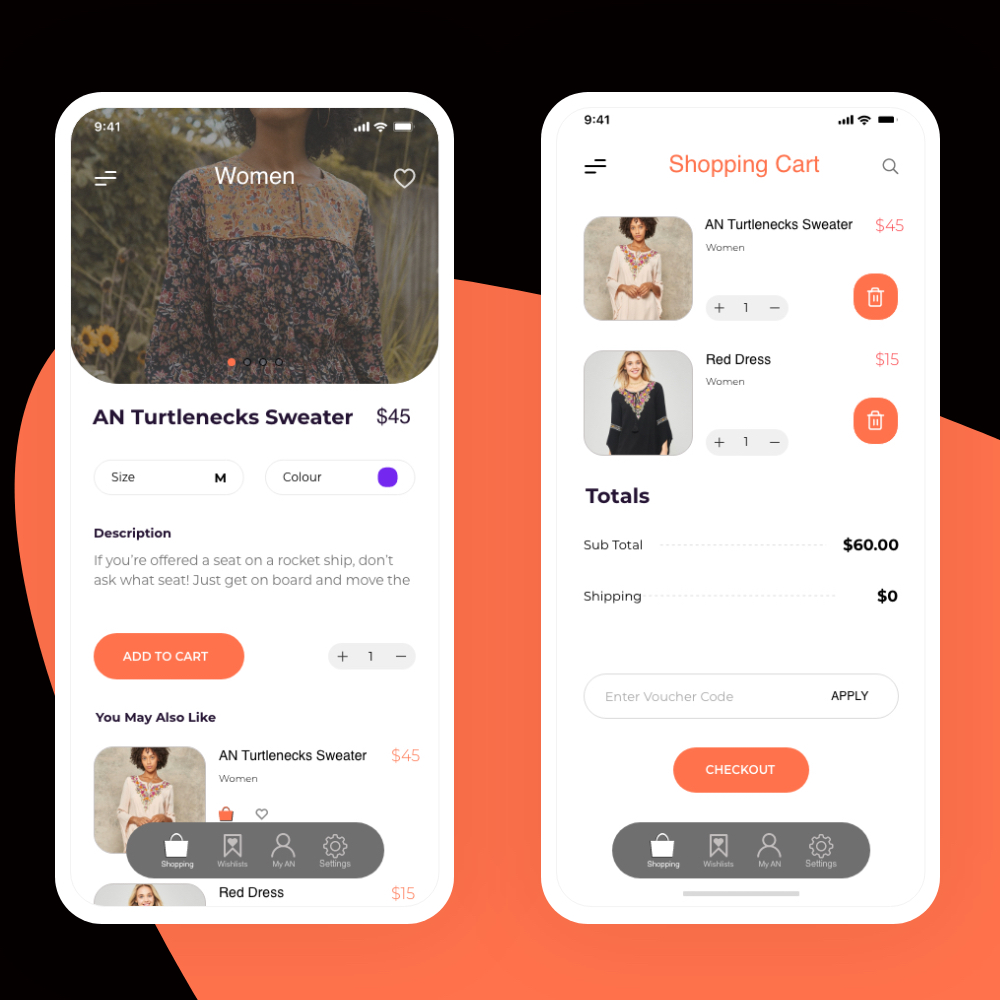 9:41
Women
AN Turtlenecks Sweater $45
Size M Colour
Description
If you're offered a seat on a rocket ship, don't
ask what seat! Just get on board and move the
ADD TO CART + 1 −
You May Also Like
AN Turtlenecks Sweater $45
Women
Shopping Wishlists My AN Settings
Red Dress $15
9:41
Shopping Cart
AN Turtlenecks Sweater $45
Women
+ 1 −
Red Dress $15
Women
+ 1 −
Totals
Sub Total $60.00
Shipping $0
Enter Voucher Code APPLY
CHECKOUT
Shopping Wishlists My AN Settings